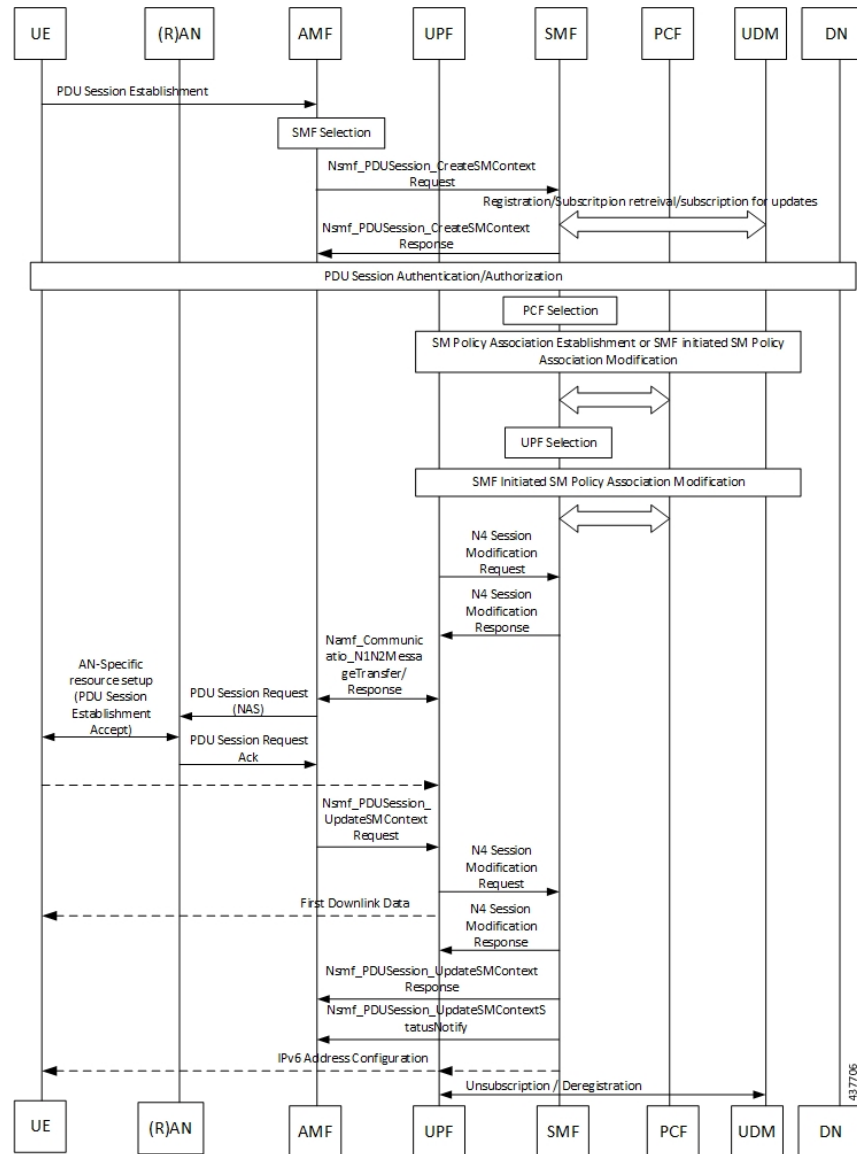 UE
(R)AN
AMF
UPF
SMF
PCF
UDM
DN
PDU Session Establishment
SMF Selection
Nsmf_PDUSession_CreateSMContext
Request
Registration/Subscritpion retreival/subscription for updates
Nsmf_PDUSession_CreateSMContext
Response
PDU Session Authentication/Authorization
PCF Selection
SM Policy Association Establishment or SMF initiated SM Policy
Association Modification
UPF Selection
SMF Initiated SM Policy Association Modification
N4 Session
Modification
Request
N4 Session
Modification
Response
Namf_Communic
atio_N1N2Messa
geTransfer/
Response
AN-Specific
resource setup
(PDU Session
Establishment
Accept)
PDU Session Request
(NAS)
PDU Session Request
Ack
Nsmf_PDUSession_
UpdateSMContext
Request
N4 Session
Modification
Request
First Downlink Data
N4 Session
Modification
Response
Nsmf_PDUSession_UpdateSMContext
Response
Nsmf_PDUSession_UpdateSMContextS
tatusNotify
IPv6 Address Configuration
Unsubscription / Deregistration
437706
UE
(R)AN
AMF
UPF
SMF
PCF
UDM
DN